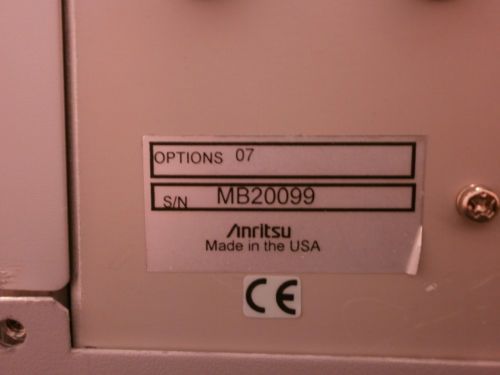 OPTIONS 07
S/N MB20099
Anritsu
Made in the USA
CE